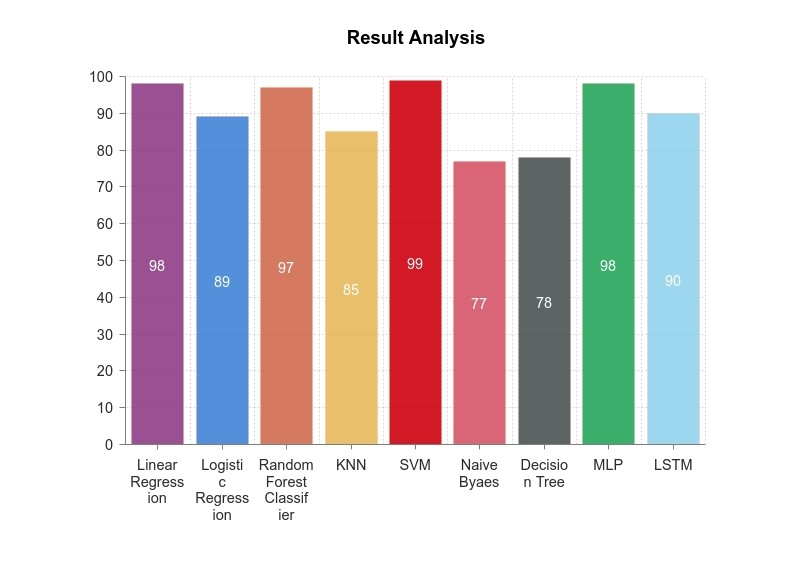 Result Analysis
100
90
80
70
60
50
40
30
20
10
0
98
89
97
85
99
77
78
98
90
Linear
Regress
ion
Logisti
c
Regress
ion
Random
Forest
Classif
ier
KNN
SVM
Naive
Byaes
Decisio
n Tree
MLP
LSTM